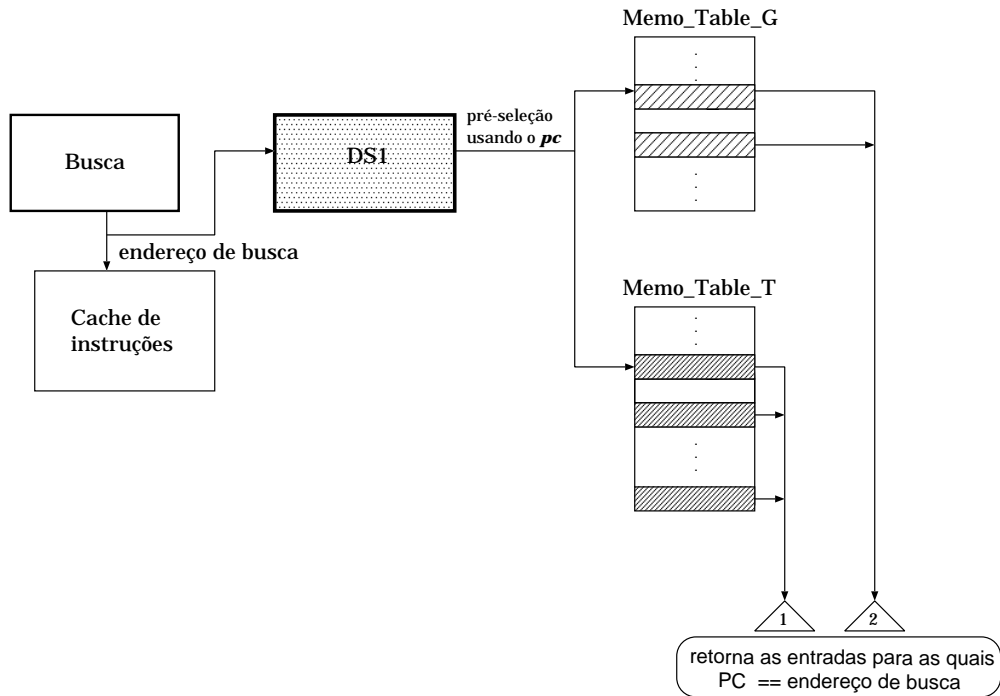 Memo_Table_G
Busca
DS1
pré-seleção
usando o pc
endereço de busca
Cache de
instruções
Memo_Table_T
1
2
retorna as entradas para as quais
PC == endereço de busca